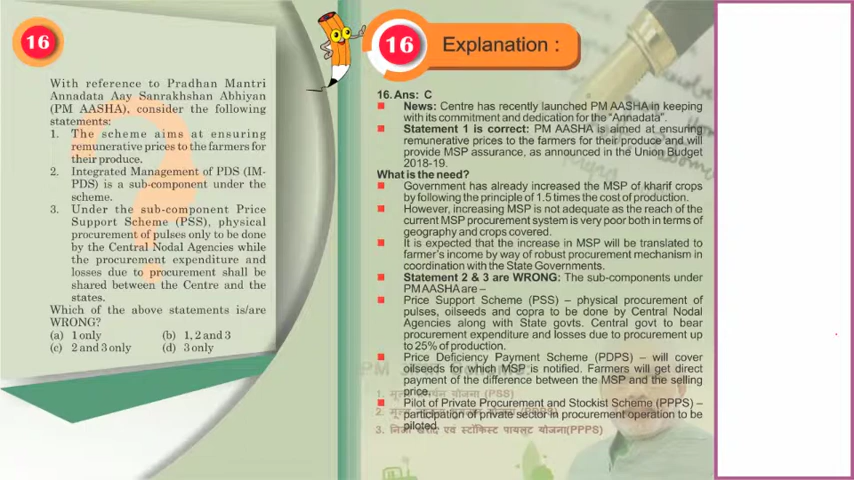 16
With reference to Pradhan Mantri
Annadata Aay Sanrakshan Abhiyan
(PM AASHA), consider the following
statements:
1. The scheme aims at ensuring
remunerative prices to the farmers for
their produce.
2. Integrated Management of PDS (IM-
PDS) is a sub-component under the
scheme.
3. Under the sub-component Price
Support Scheme (PSS), physical
procurement of pulses only to be done
by the Central Nodal Agencies while
the procurement expenditure and
losses due to procurement shall be
shared between the Centre and the
states.
Which of the above statements is/are
WRONG?
(a) 1 only (b) 1, 2 and 3
(c) 2 and 3 only (d) 3 only
16 Explanation :
16. Ans: C
News: Centre has recently launched PM AASHA in keeping
with its commitment and dedication for the "Annadata".
Statement 1 is correct: PM AASHA is aimed at ensuring
remunerative prices to the farmers for their produce and will
provide MSP assurance, as announced in the Union Budget
2018-19.
What is the need?
Government has already increased the MSP of kharif crops
by following the principle of 1.5 times the cost of production.
However, increasing MSP is not adequate as the reach of the
current MSP procurement system is very poor both in terms of
geography and crops covered.
It is expected that the increase in MSP will be translated to
farmer's income by way of robust procurement mechanism in
coordination with the State Governments.
Statement 2 & 3 are WRONG: The sub-components under
PM AASHA are –
Price Support Scheme (PSS) – physical procurement of
pulses, oilseeds and copra to be done by Central Nodal
Agencies along with State govts. Central govt to bear
procurement expenditure and losses due to procurement up
to 25% of production.
Price Deficiency Payment Scheme (PDPS) – will cover
oilseeds for which MSP is notified. Farmers will get direct
payment of the difference between the MSP and the selling
price.
Pilot of Private Procurement and Stockist Scheme (PPPS) –
participation of private sector in procurement operation to be
piloted.
1. योजना (PSS)
2.
3. एवं स्टॉकिस्ट पायलट योजना(PPPS)